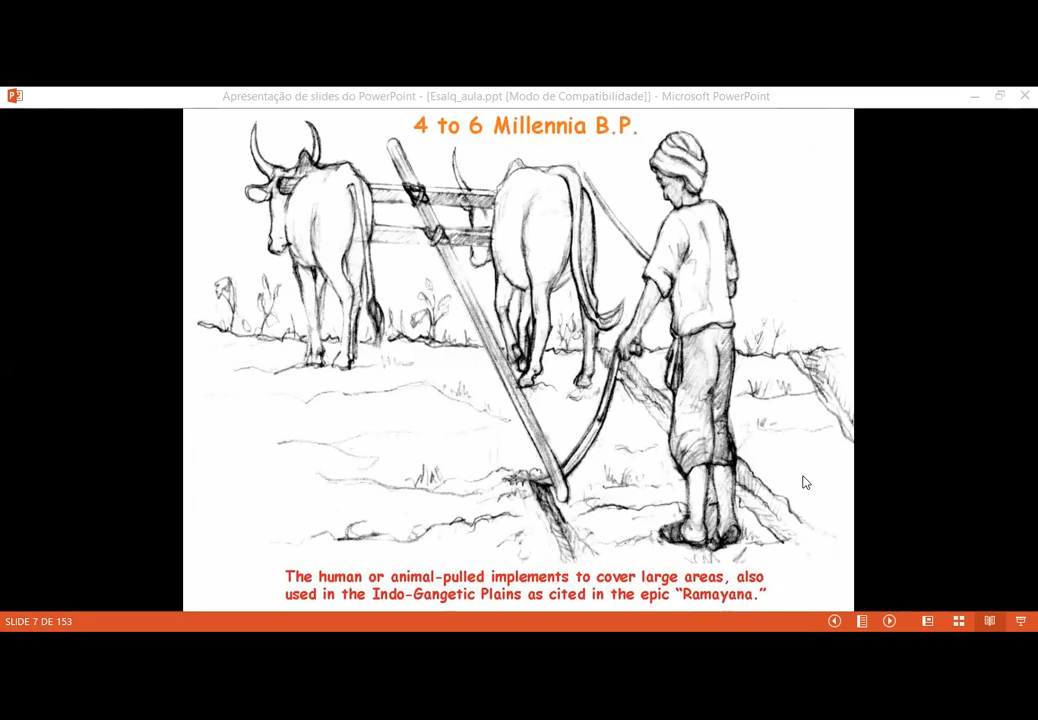 Apresentação de slides do PowerPoint - [Esalq_aula.ppt [Modo de Compatibilidade]] - Microsoft PowerPoint
4 to 6 Millennia B.P.
The human or animal-pulled implements to cover large areas, also
used in the Indo-Gangetic Plains as cited in the epic “Ramayana.”
SLIDE 7 DE 153